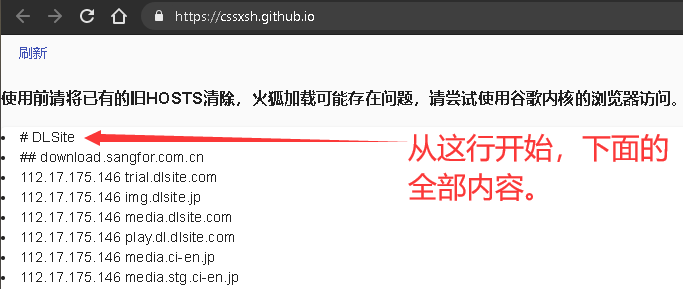 https://cssxsh.github.io
刷新
使用前请将已有的旧HOSTS清除，火狐加载可能存在问题，请尝试使用谷歌内核的浏览器访问。
# DLSite
从这行开始，下面的
全部内容。
## download.sangfor.com.cn
112.17.175.146 trial.dlsite.com
112.17.175.146 img.dlsite.jp
112.17.175.146 media.dlsite.com
112.17.175.146 play.dl.dlsite.com
112.17.175.146 media.ci-en.jp
112.17.175.146 media.stg.ci-en.jp